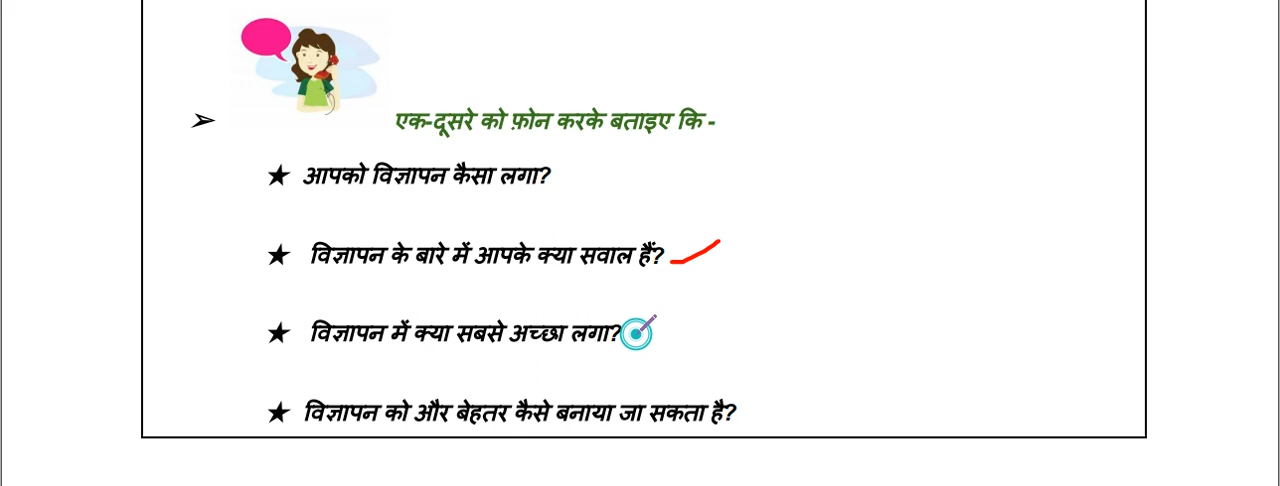 एक-दूसरे को फ़ोन करके बताइए कि -
आपको विज्ञापन कैसा लगा?
विज्ञापन के बारे में आपके क्या सवाल हैं?
विज्ञापन में क्या सबसे अच्छा लगा?
विज्ञापन को और बेहतर कैसे बनाया जा सकता है?